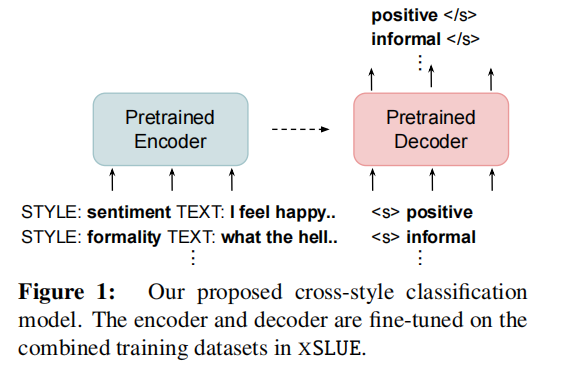 positive </s>
informal </s>
⋮
Pretrained
Encoder
Pretrained
Decoder
STYLE: sentiment TEXT: I feel happy..
<s> positive
STYLE: formality TEXT: what the hell..
<s> informal
⋮
⋮
Figure 1: Our proposed cross-style classification
model. The encoder and decoder are fine-tuned on the
combined training datasets in XSLUE.